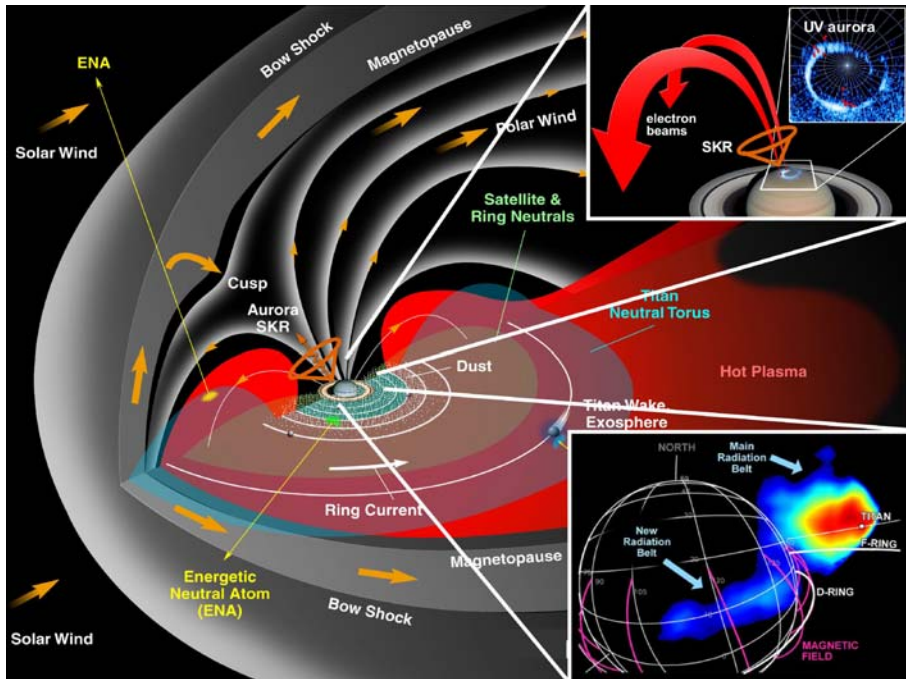 ENA
Solar Wind
Bow Shock
Magnetopause
Polar Wind
Satellite &
Ring Neutrals
Cusp
Aurora
SKR
Titan
Neutral Torus
Dust
Hot Plasma
Titan Wake,
Exosphere
Ring Current
Magnetopause
Energetic
Neutral Atom
(ENA)
Bow Shock
Solar Wind
UV aurora
electron
beams
SKR
NORTH
Main
Radiation
Belt
New
Radiation
Belt
TITAN
F-RING
D-RING
MAGNETIC
FIELD